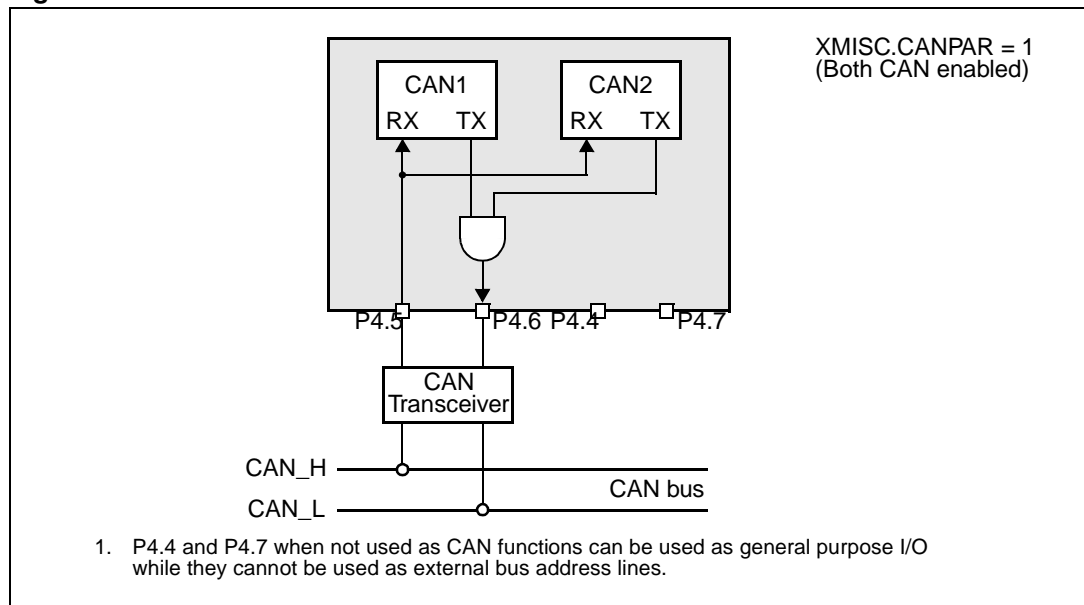 XMISC.CANPAR = 1
(Both CAN enabled)
CAN1
CAN2
RX TX
RX TX
P4.5
P4.6
P4.4
P4.7
CAN
Transceiver
CAN_H
CAN bus
CAN_L
1. P4.4 and P4.7 when not used as CAN functions can be used as general purpose I/O
while they cannot be used as external bus address lines.